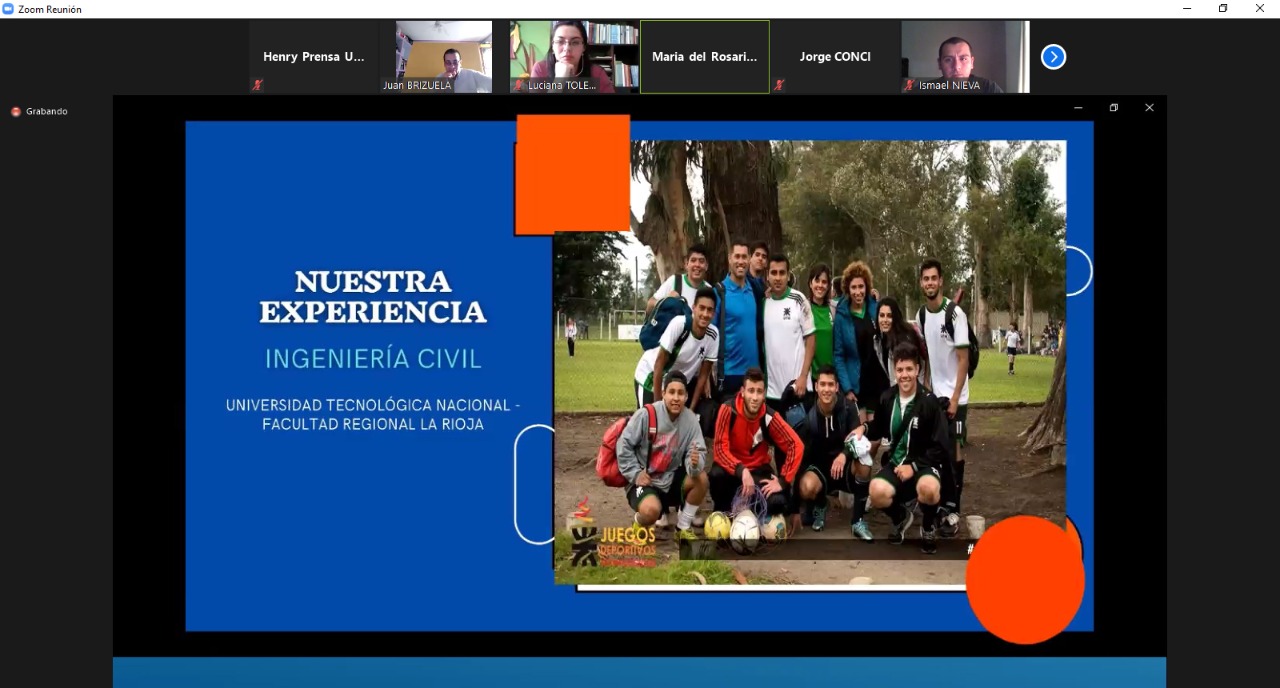 Zoom Reunión
Henry Prensa U...
Juan BRIZUELA
Luciana TOLE...
Maria del Rosari...
Jorge CONCI
Ismael NIEVA
Grabando
NUESTRA
EXPERIENCIA
INGENIERÍA CIVIL
UNIVERSIDAD TECNOLÓGICA NACIONAL -
FACULTAD REGIONAL LA RIOJA
JUEGOS
DEPORTIVOS
#